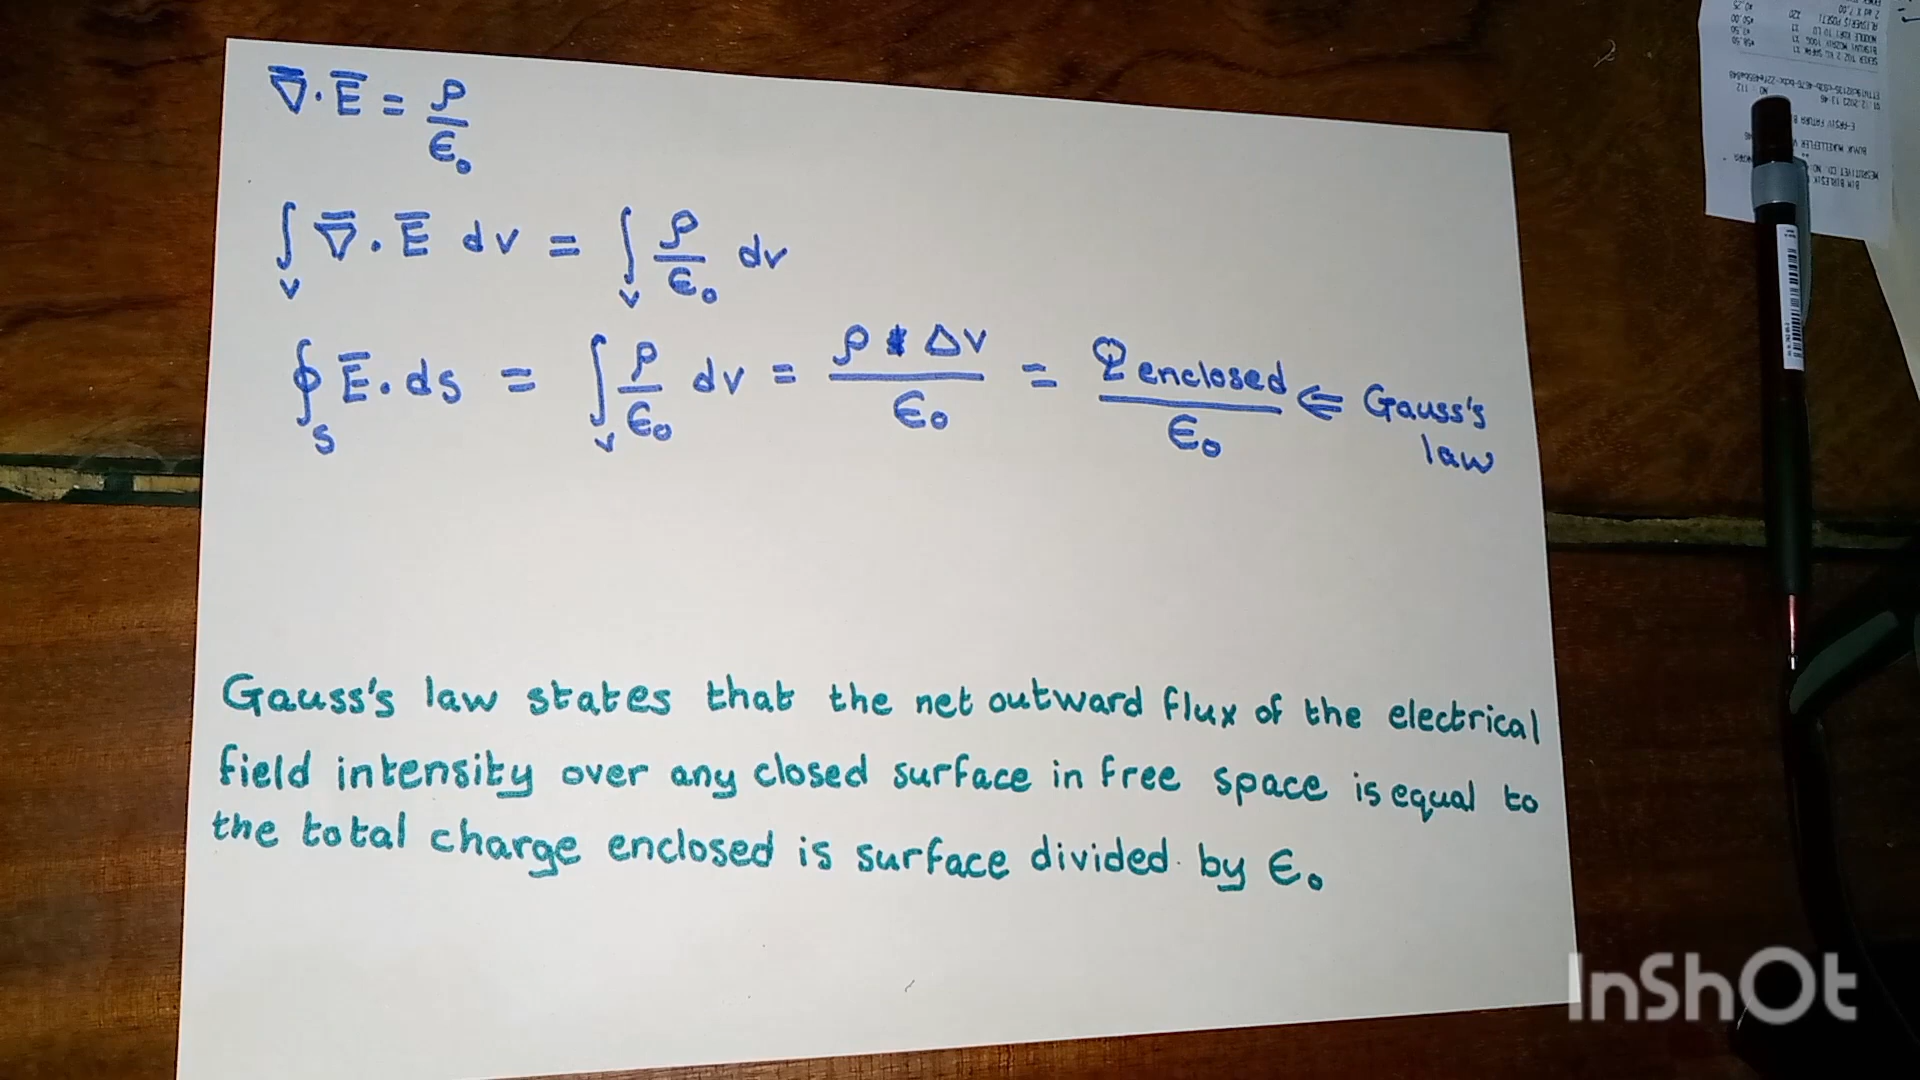 ∇̅·E̅ = ρ/ϵ₀
∫ᵥ ∇̅·E̅ dv = ∫ᵥ ρ/ϵ₀ dv
∮ₛ E̅·ds = ∫ᵥ ρ/ϵ₀ dv = ρ * ΔV/ϵ₀ = Q enclosed/ϵ₀ ⇐ Gauss's
law
Gauss's law states that the net outward flux of the electrical
field intensity over any closed surface in free space is equal to
the total charge enclosed is surface divided by ϵ₀
InShOt